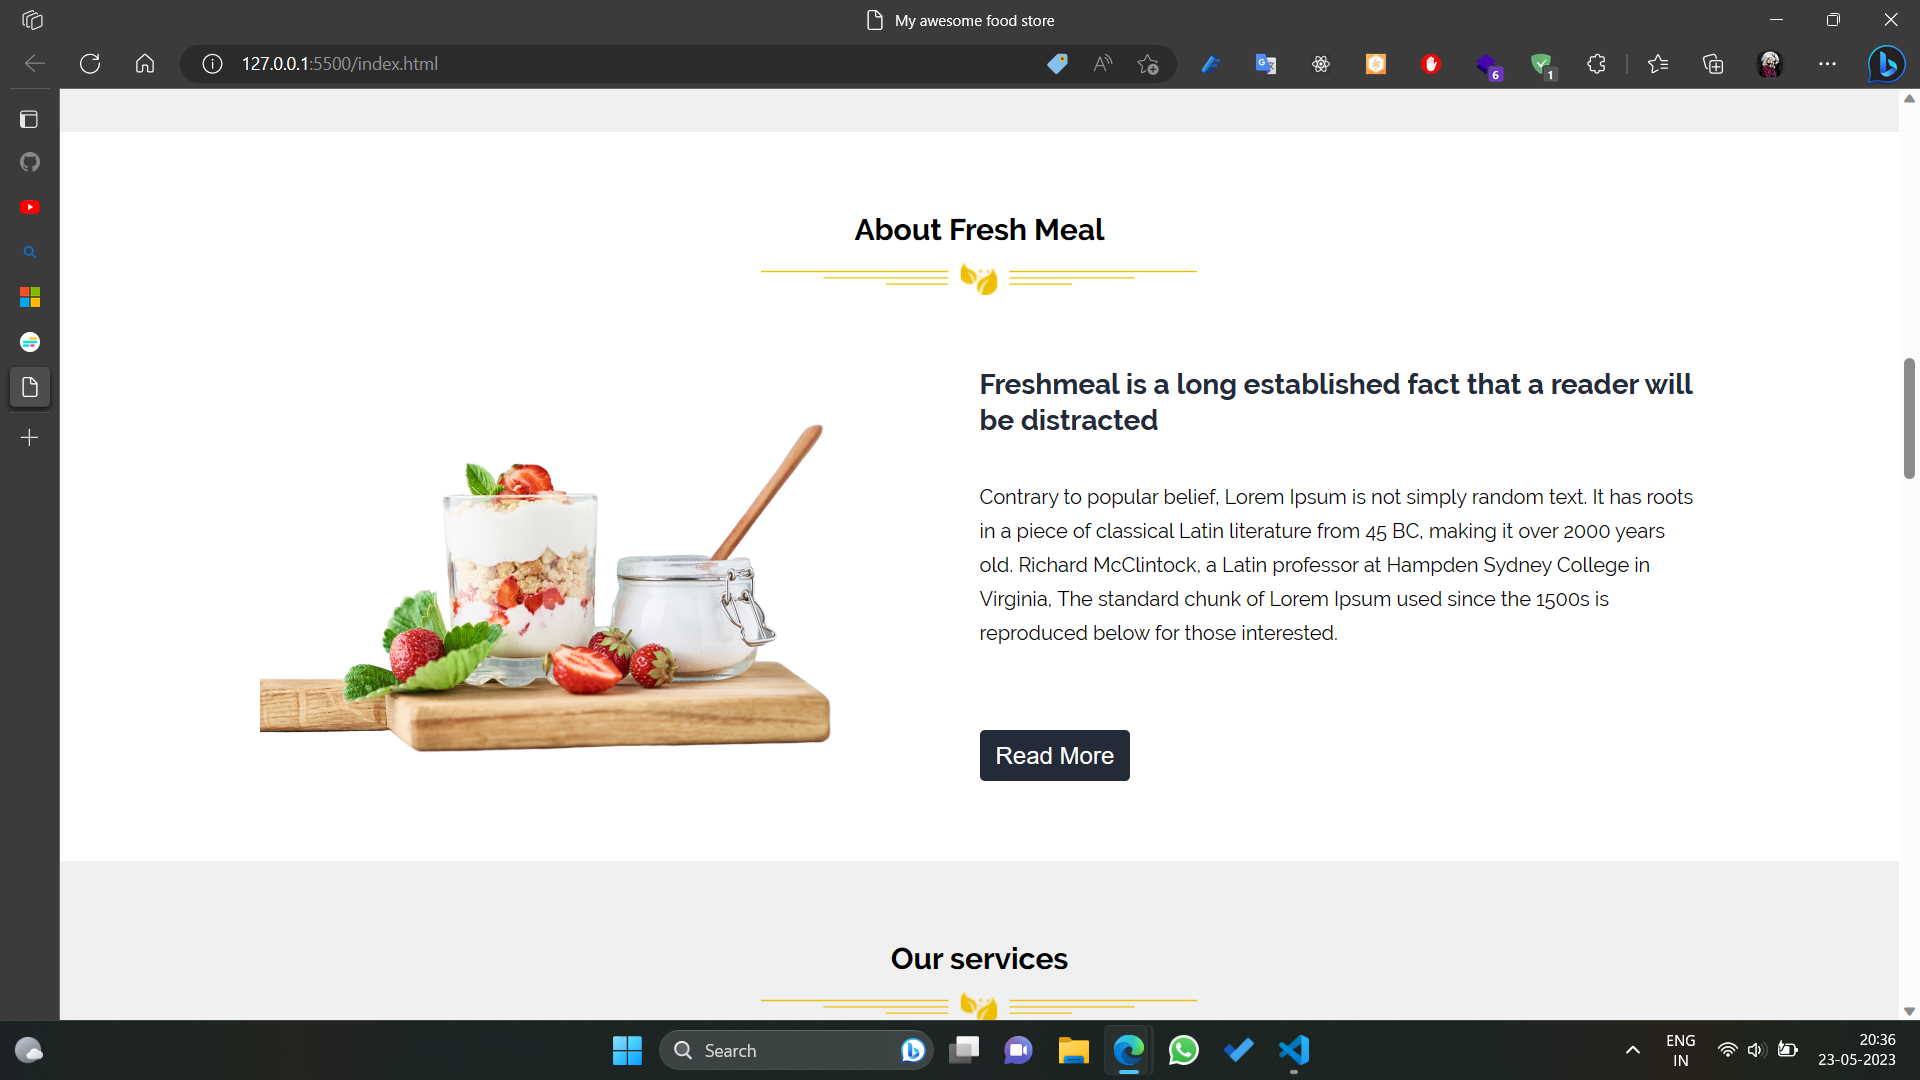 My awesome food store
127.0.0.1:5500/index.html
6
1
About Fresh Meal
Freshmeal is a long established fact that a reader will
be distracted
Contrary to popular belief, Lorem Ipsum is not simply random text. It has roots
in a piece of classical Latin literature from 45 BC, making it over 2000 years
old. Richard McClintock, a Latin professor at Hampden Sydney College in
Virginia, The standard chunk of Lorem Ipsum used since the 1500s is
reproduced below for those interested.
Read More
Our services
Search
ENG
IN
20:36
23-05-2023